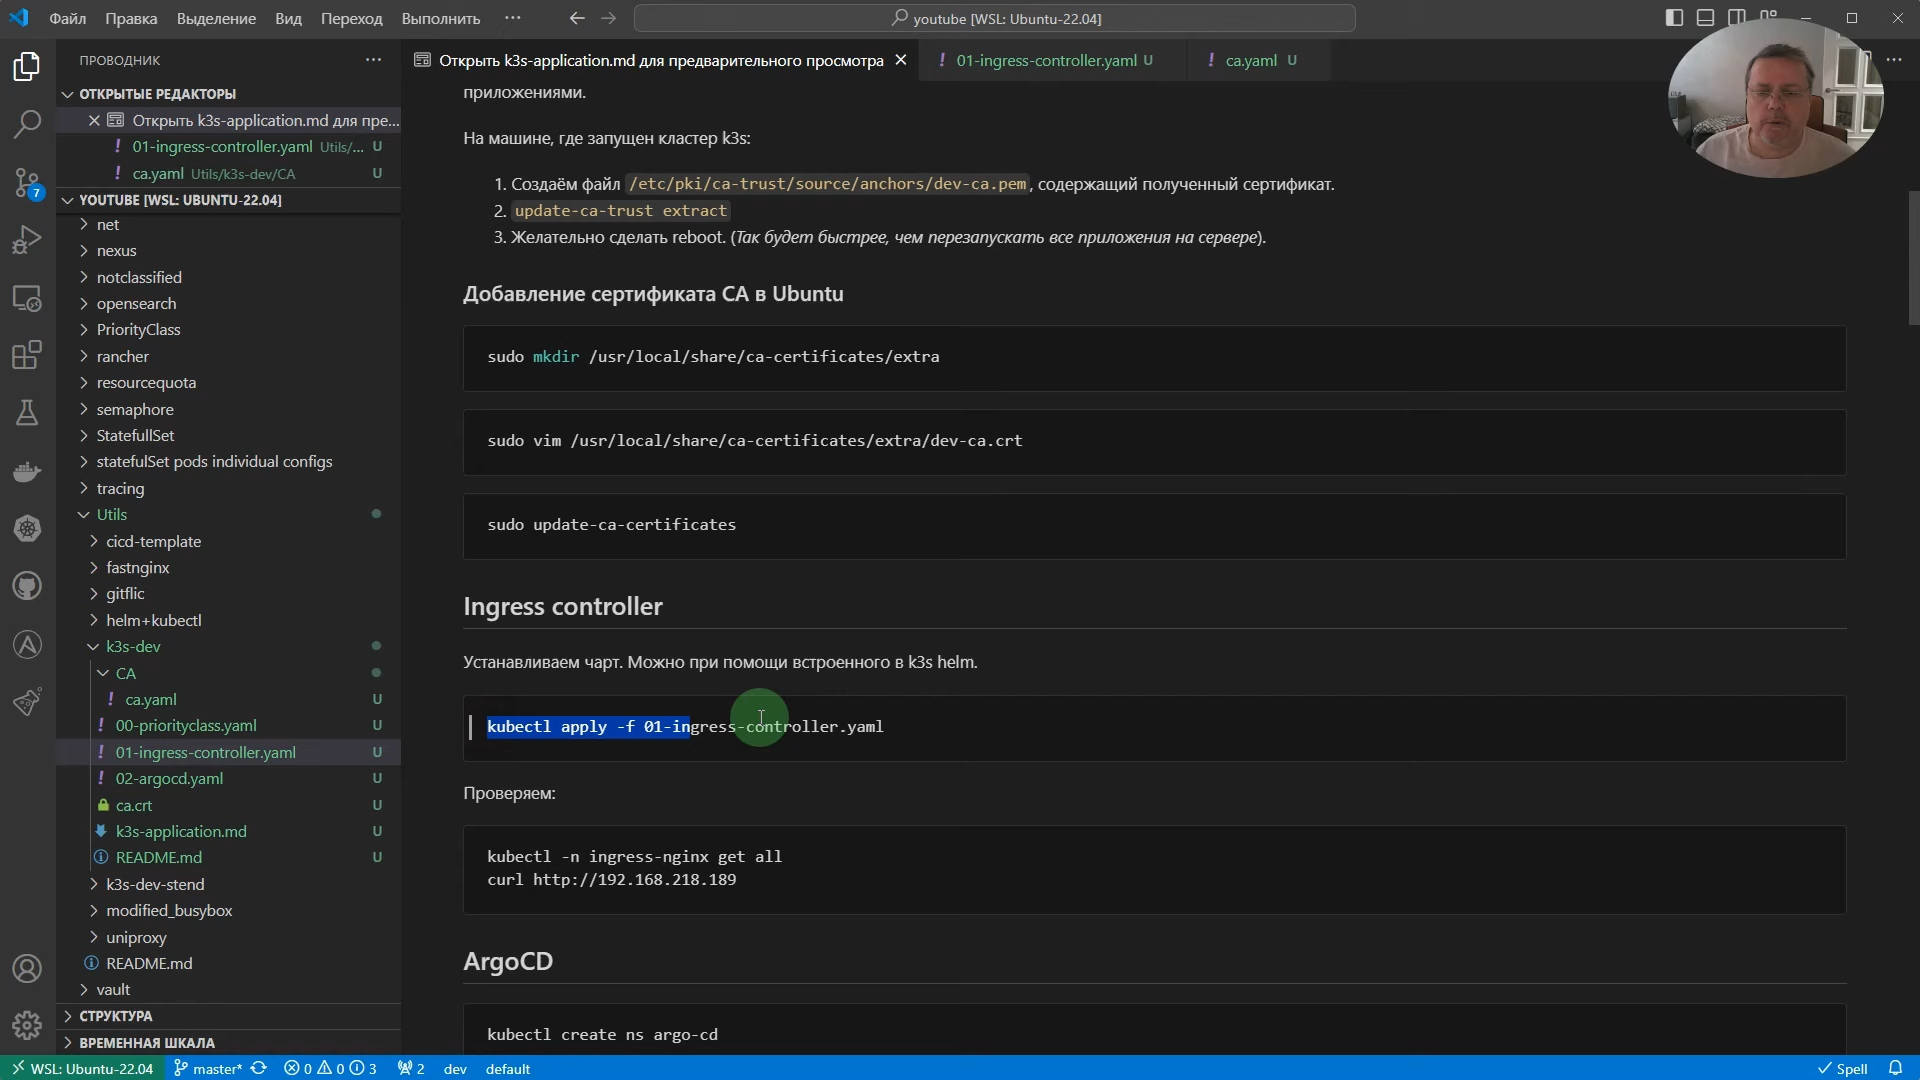 Файл Правка Выделение Вид Переход Выполнить ···
youtube [WSL: Ubuntu-22.04]
ПРОВОДНИК
Открыть k3s-application.md для предварительного просмотра
01-ingress-controller.yaml U
ca.yaml U
ОТКРЫТЫЕ РЕДАКТОРЫ
Открыть k3s-application.md для пре...
01-ingress-controller.yaml Utils/... U
ca.yaml Utils/k3s-dev/CA U
YOUTUBE [WSL: UBUNTU-22.04]
net
nexus
notclassified
opensearch
PriorityClass
rancher
resourcequota
semaphore
StatefullSet
statefulSet pods individual configs
tracing
Utils
cicd-template
fastnginx
gitflic
helm+kubectl
k3s-dev
CA
ca.yaml U
00-priorityclass.yaml U
01-ingress-controller.yaml U
02-argocd.yaml U
ca.crt U
k3s-application.md U
README.md U
k3s-dev-stend
modified_busybox
uniproxy
README.md
vault
СТРУКТУРА
ВРЕМЕННАЯ ШКАЛА
7
приложениями.
На машине, где запущен кластер k3s:
1. Создаём файл /etc/pki/ca-trust/source/anchors/dev-ca.pem, содержащий полученный сертификат.
2. update-ca-trust extract
3. Желательно сделать reboot. (Так будет быстрее, чем перезапускать все приложения на сервере).
Добавление сертификата CA в Ubuntu
sudo mkdir /usr/local/share/ca-certificates/extra
sudo vim /usr/local/share/ca-certificates/extra/dev-ca.crt
sudo update-ca-certificates
Ingress controller
Устанавливаем чарт. Можно при помощи встроенного в k3s helm.
kubectl apply -f 01-ingress-controller.yaml
Проверяем:
kubectl -n ingress-nginx get all
curl http://192.168.218.189
ArgoCD
kubectl create ns argo-cd
WSL: Ubuntu-22.04 master* 0 0 3 2 dev default Spell